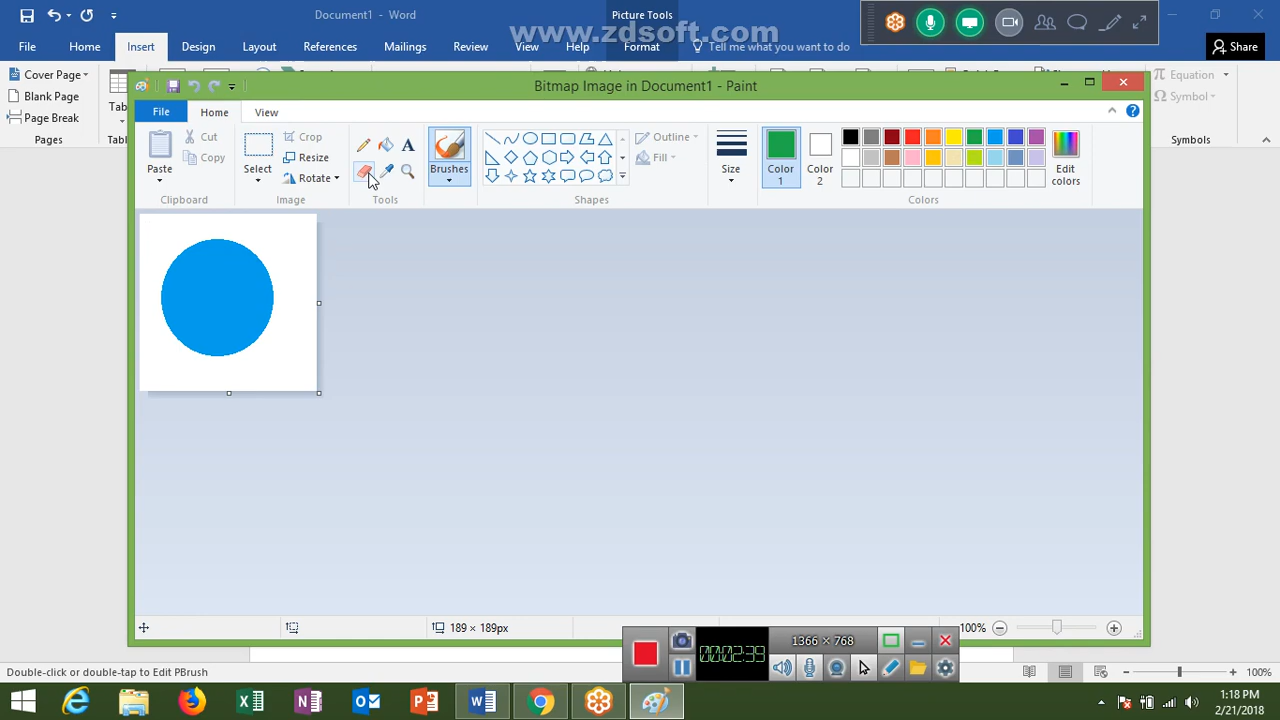 Document1 - Word
Picture Tools
www.zdsoft.com
File
Home
Insert
Design
Layout
References
Mailings
Review
View
Help
Format
Tell me what you want to do
Share
Cover Page
Blank Page
Page Break
Pages
Equation
Symbol
Symbols
Bitmap Image in Document1 - Paint
File
Home
View
Paste
Cut
Copy
Clipboard
Select
Crop
Resize
Rotate
Image
A
Tools
Brushes
Outline
Fill
Shapes
Size
Color 1
Color 2
Edit colors
Colors
189 × 189px
100%
1366 × 768
00:02:39
Double-click or double-tap to Edit PBrush
100%
1:18 PM
2/21/2018